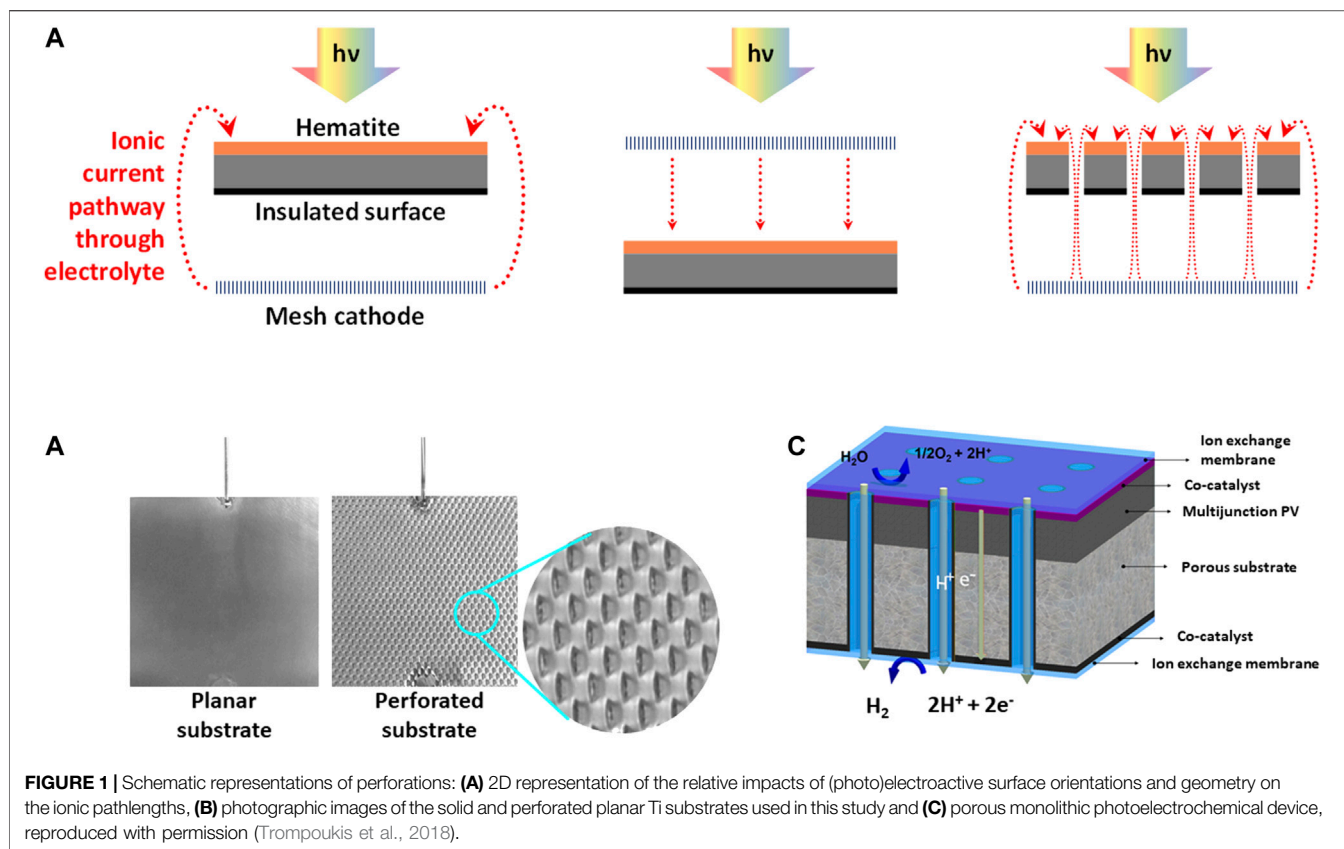 A
hν
hν
hν
Hematite
Ionic
current
pathway
through
electrolyte
Insulated surface
Mesh cathode
A
Planar
substrate
Perforated
substrate
C
H₂O
1/2O₂ + 2H⁺
H⁺ e⁻
H₂
2H⁺ + 2e⁻
Ion exchange
membrane
Co-catalyst
Multijunction PV
Porous substrate
Co-catalyst
Ion exchange membrane
FIGURE 1 | Schematic representations of perforations: (A) 2D representation of the relative impacts of (photo)electroactive surface orientations and geometry on
the ionic pathlengths, (B) photographic images of the solid and perforated planar Ti substrates used in this study and (C) porous monolithic photoelectrochemical device,
reproduced with permission (Trompoukis et al., 2018).